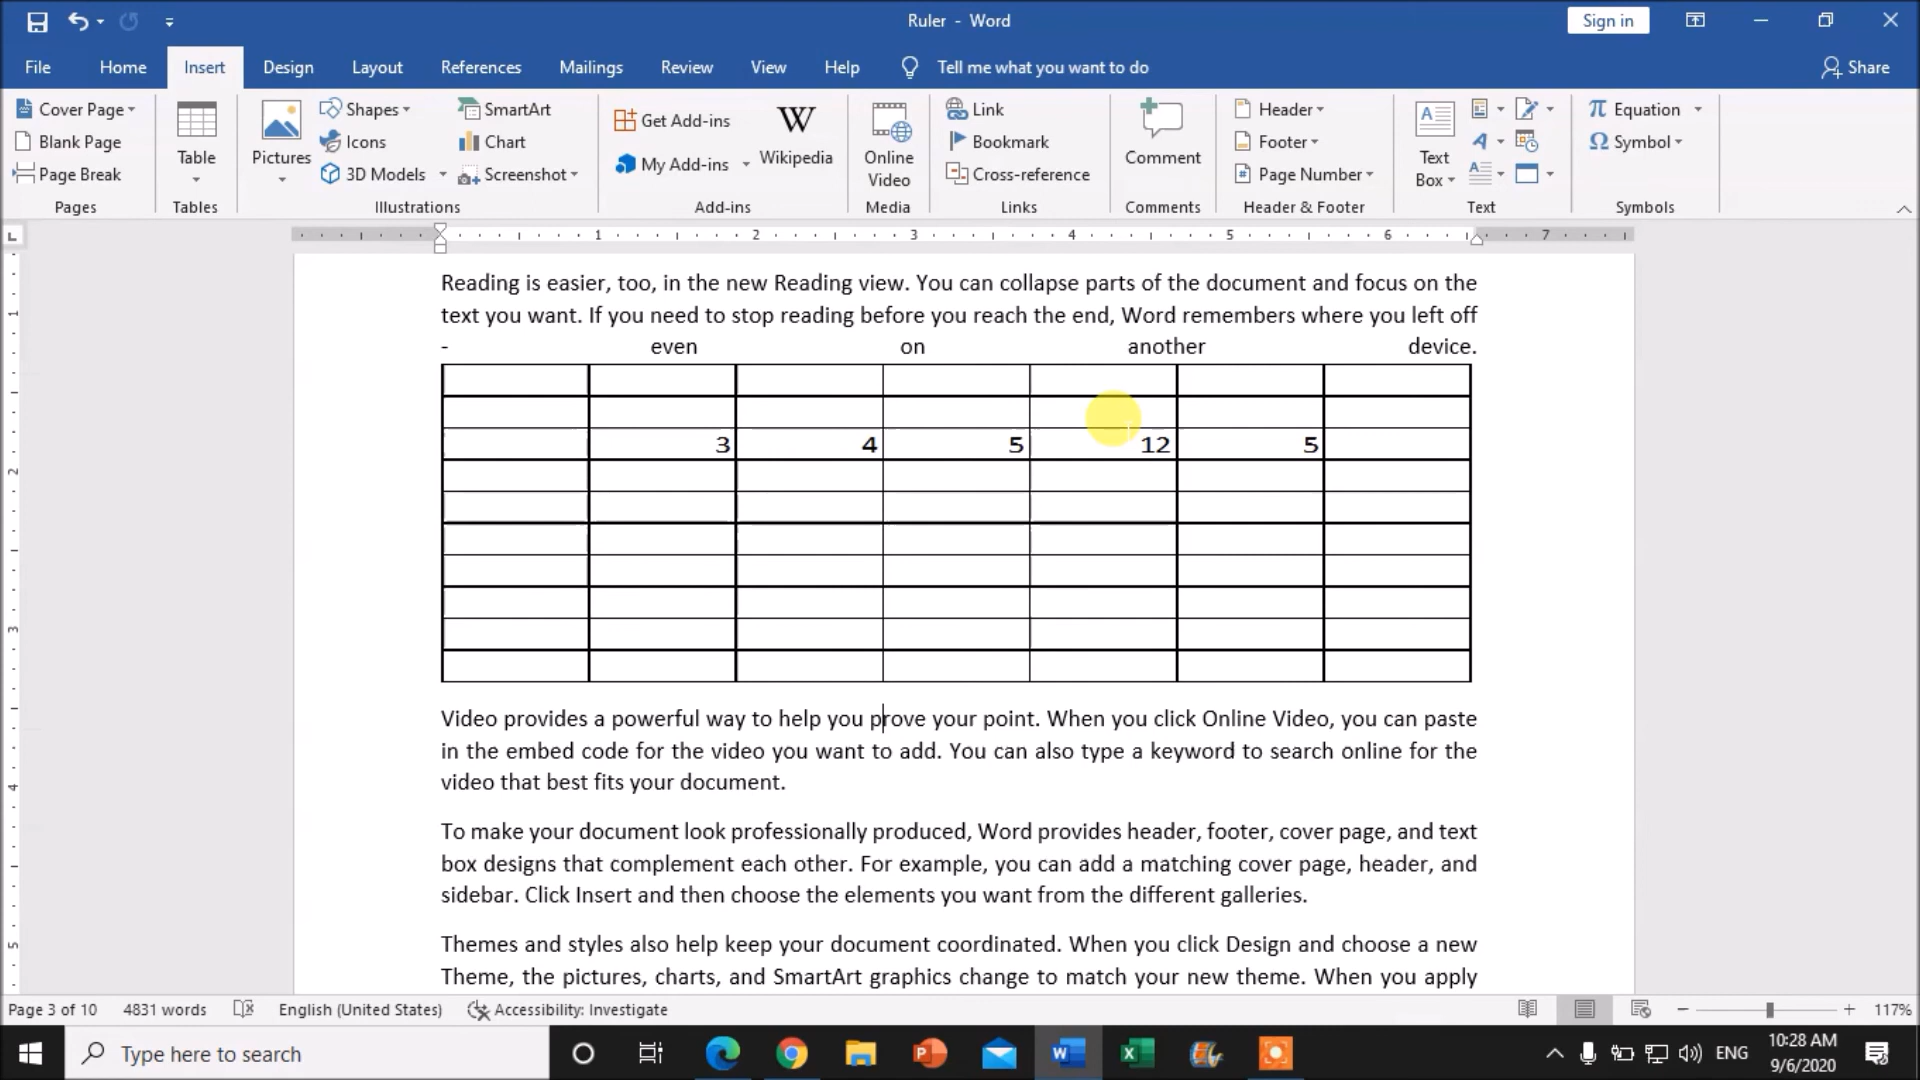 Ruler - Word
Sign in
File Home Insert Design Layout References Mailings Review View Help Tell me what you want to do Share
Cover Page
Blank Page
Page Break
Pages
Table
Tables
Pictures
Shapes
Icons
3D Models
SmartArt
Chart
Screenshot
Illustrations
Get Add-ins
My Add-ins
W
Wikipedia
Add-ins
Online
Video
Media
Link
Bookmark
Cross-reference
Links
Comment
Comments
Header
Footer
Page Number
Header & Footer
Text
Box
Text
Equation
Symbol
Symbols
1 2 3 4 5 6 7
Reading is easier, too, in the new Reading view. You can collapse parts of the document and focus on the
text you want. If you need to stop reading before you reach the end, Word remembers where you left off
- even on another device.
3 4 5 12 5
Video provides a powerful way to help you prove your point. When you click Online Video, you can paste
in the embed code for the video you want to add. You can also type a keyword to search online for the
video that best fits your document.
To make your document look professionally produced, Word provides header, footer, cover page, and text
box designs that complement each other. For example, you can add a matching cover page, header, and
sidebar. Click Insert and then choose the elements you want from the different galleries.
Themes and styles also help keep your document coordinated. When you click Design and choose a new
Theme, the pictures, charts, and SmartArt graphics change to match your new theme. When you apply
1
2
3
4
5
Page 3 of 10 4831 words English (United States) Accessibility: Investigate 117%
Type here to search
ENG
10:28 AM
9/6/2020